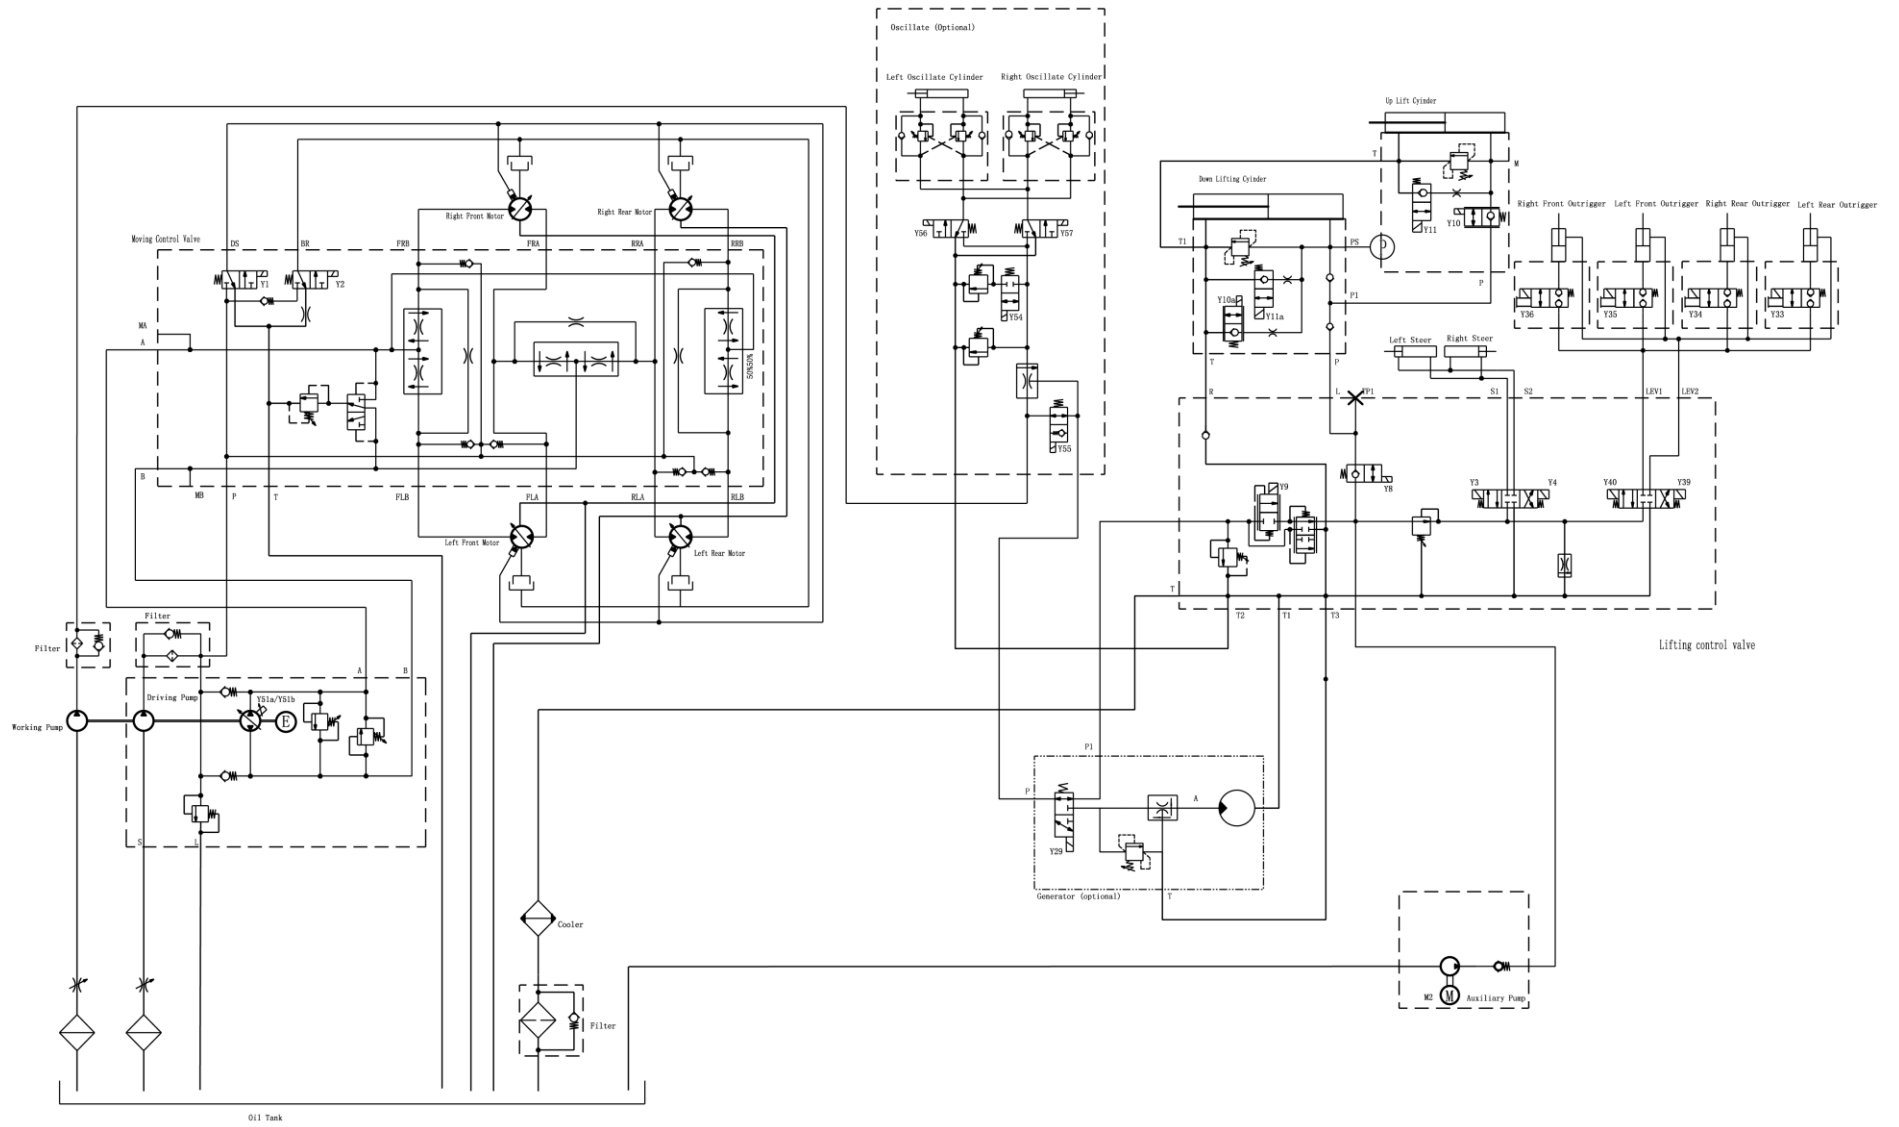 Oscillate (Optional)
Left Oscillate Cylinder
Right Oscillate Cylinder
Up Lift Cyinder
T
M
Down Lifting Cyinder
Y11
Y10
Right Front Outrigger
Left Front Outrigger
Right Rear Outrigger
Left Rear Outrigger
Right Front Motor
Right Rear Motor
Moving Control Valve
DS
BR
FRB
FRA
RRA
RRB
Y56
Y57
T1
PS
P
Y1
Y2
P1
Y10a
Y11a
Y54
Y36
Y35
Y34
Y33
MA
A
50%50%
Left Steer
Right Steer
T
P
R
L
TP1
S1
S2
LEV1
LEV2
Y55
B
MB
P
T
FLB
FLA
RLA
RLB
Y9
Y8
Y3
Y4
Y40
Y39
Left Front Motor
Left Rear Motor
T
T2
T1
T3
Filter
Filter
Lifting control valve
A
B
Driving Pump
Y51a/Y51b
E
Working Pump
P1
P
A
S
L
Y29
Generator (optional)
T
Cooler
M2
M
Auxiliary Pump
Filter
Oil Tank